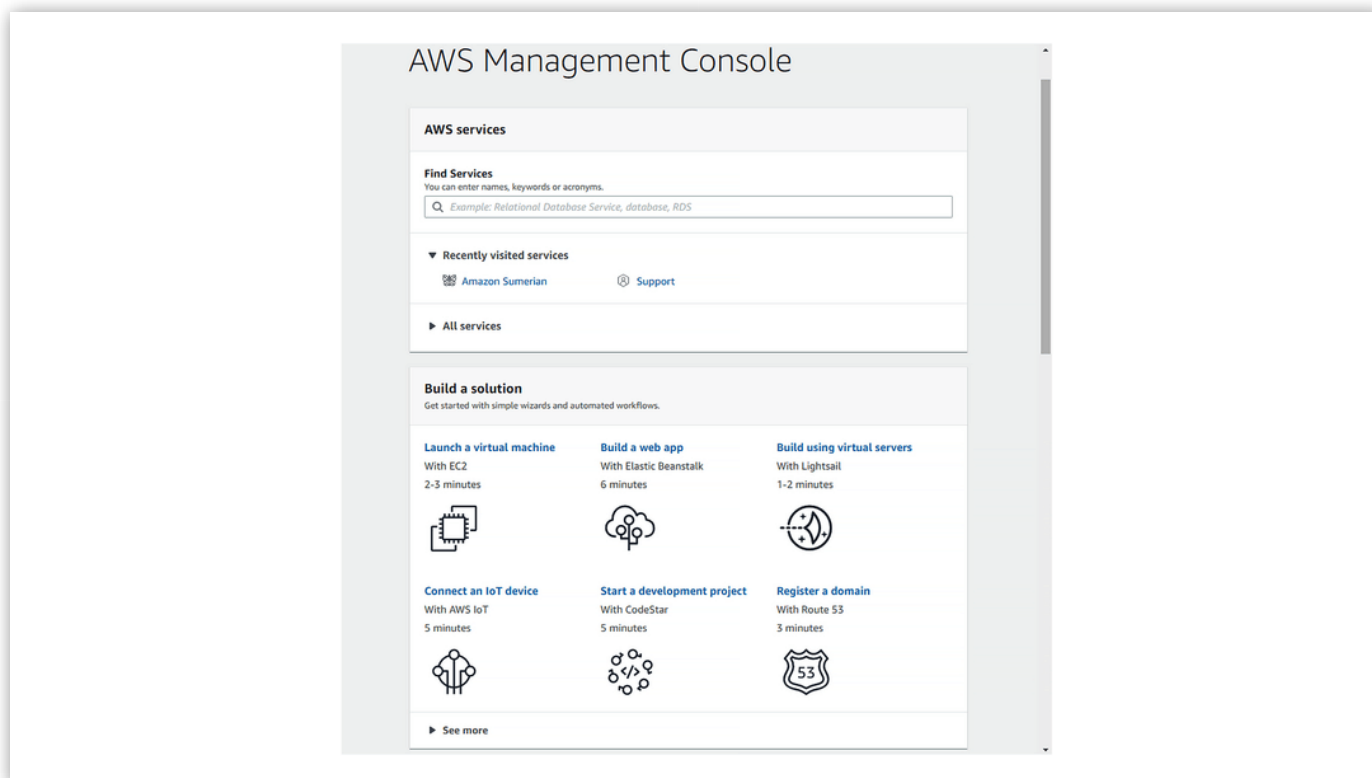 AWS Management Console
AWS services
Find Services
You can enter names, keywords or acronyms.
Example: Relational Database Service, database, RDS
Recently visited services
Amazon Sumerian Support
All services
Build a solution
Get started with simple wizards and automated workflows.
Launch a virtual machine
With EC2
2-3 minutes
Build a web app
With Elastic Beanstalk
6 minutes
Build using virtual servers
With Lightsail
1-2 minutes
Connect an IoT device
With AWS IoT
5 minutes
Start a development project
With CodeStar
5 minutes
</>
Register a domain
With Route 53
3 minutes
53
See more